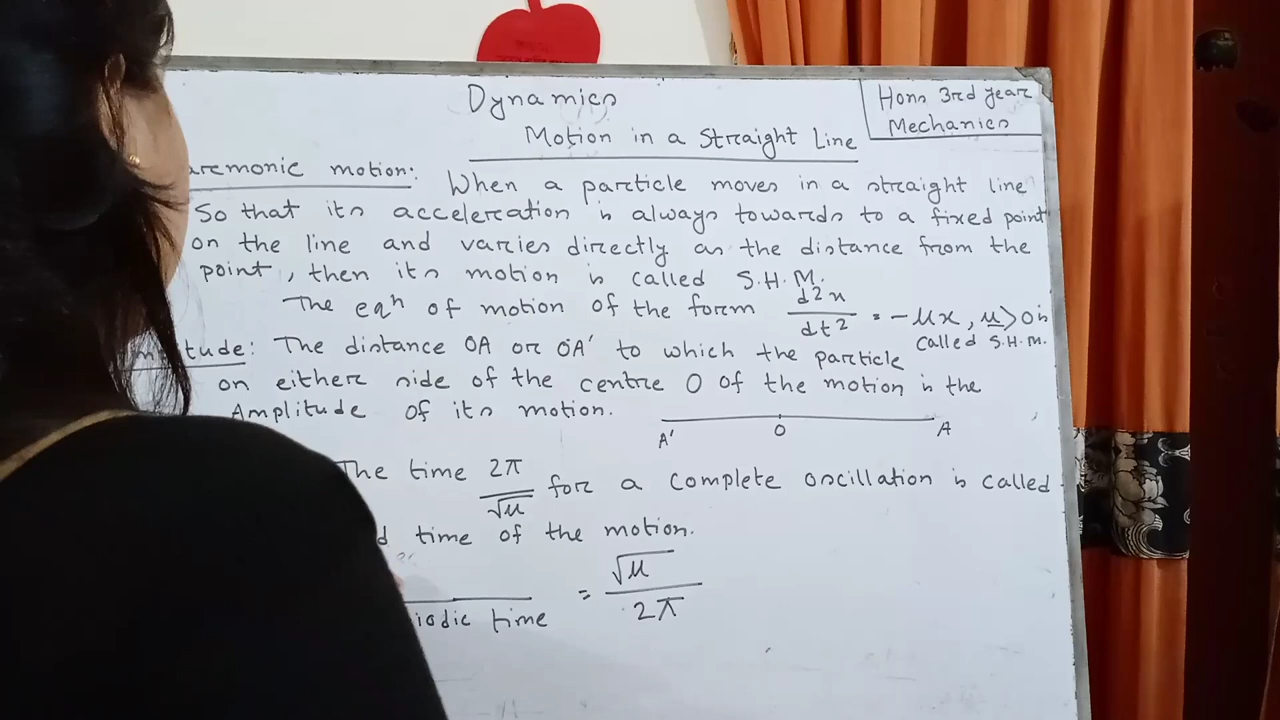 Dynamics
Hons 3rd year
Mechanics
Motion in a Straight Line
aremonic motion: When a particle moves in a straight line
So that its acceleration is always towards to a fixed point
on the line and varies directly as the distance from the
point, then its motion is called S.H.M.
The eqⁿ of motion of the form d2x/dt2 = -μx, μ>0 is
called S.H.M.
tude: The distance OA or OA' to which the particle
on either side of the centre O of the motion is the
Amplitude of its motion.
A' O A
The time 2π/√μ for a complete oscillation is called
d time of the motion.
iodic time = √μ/2π